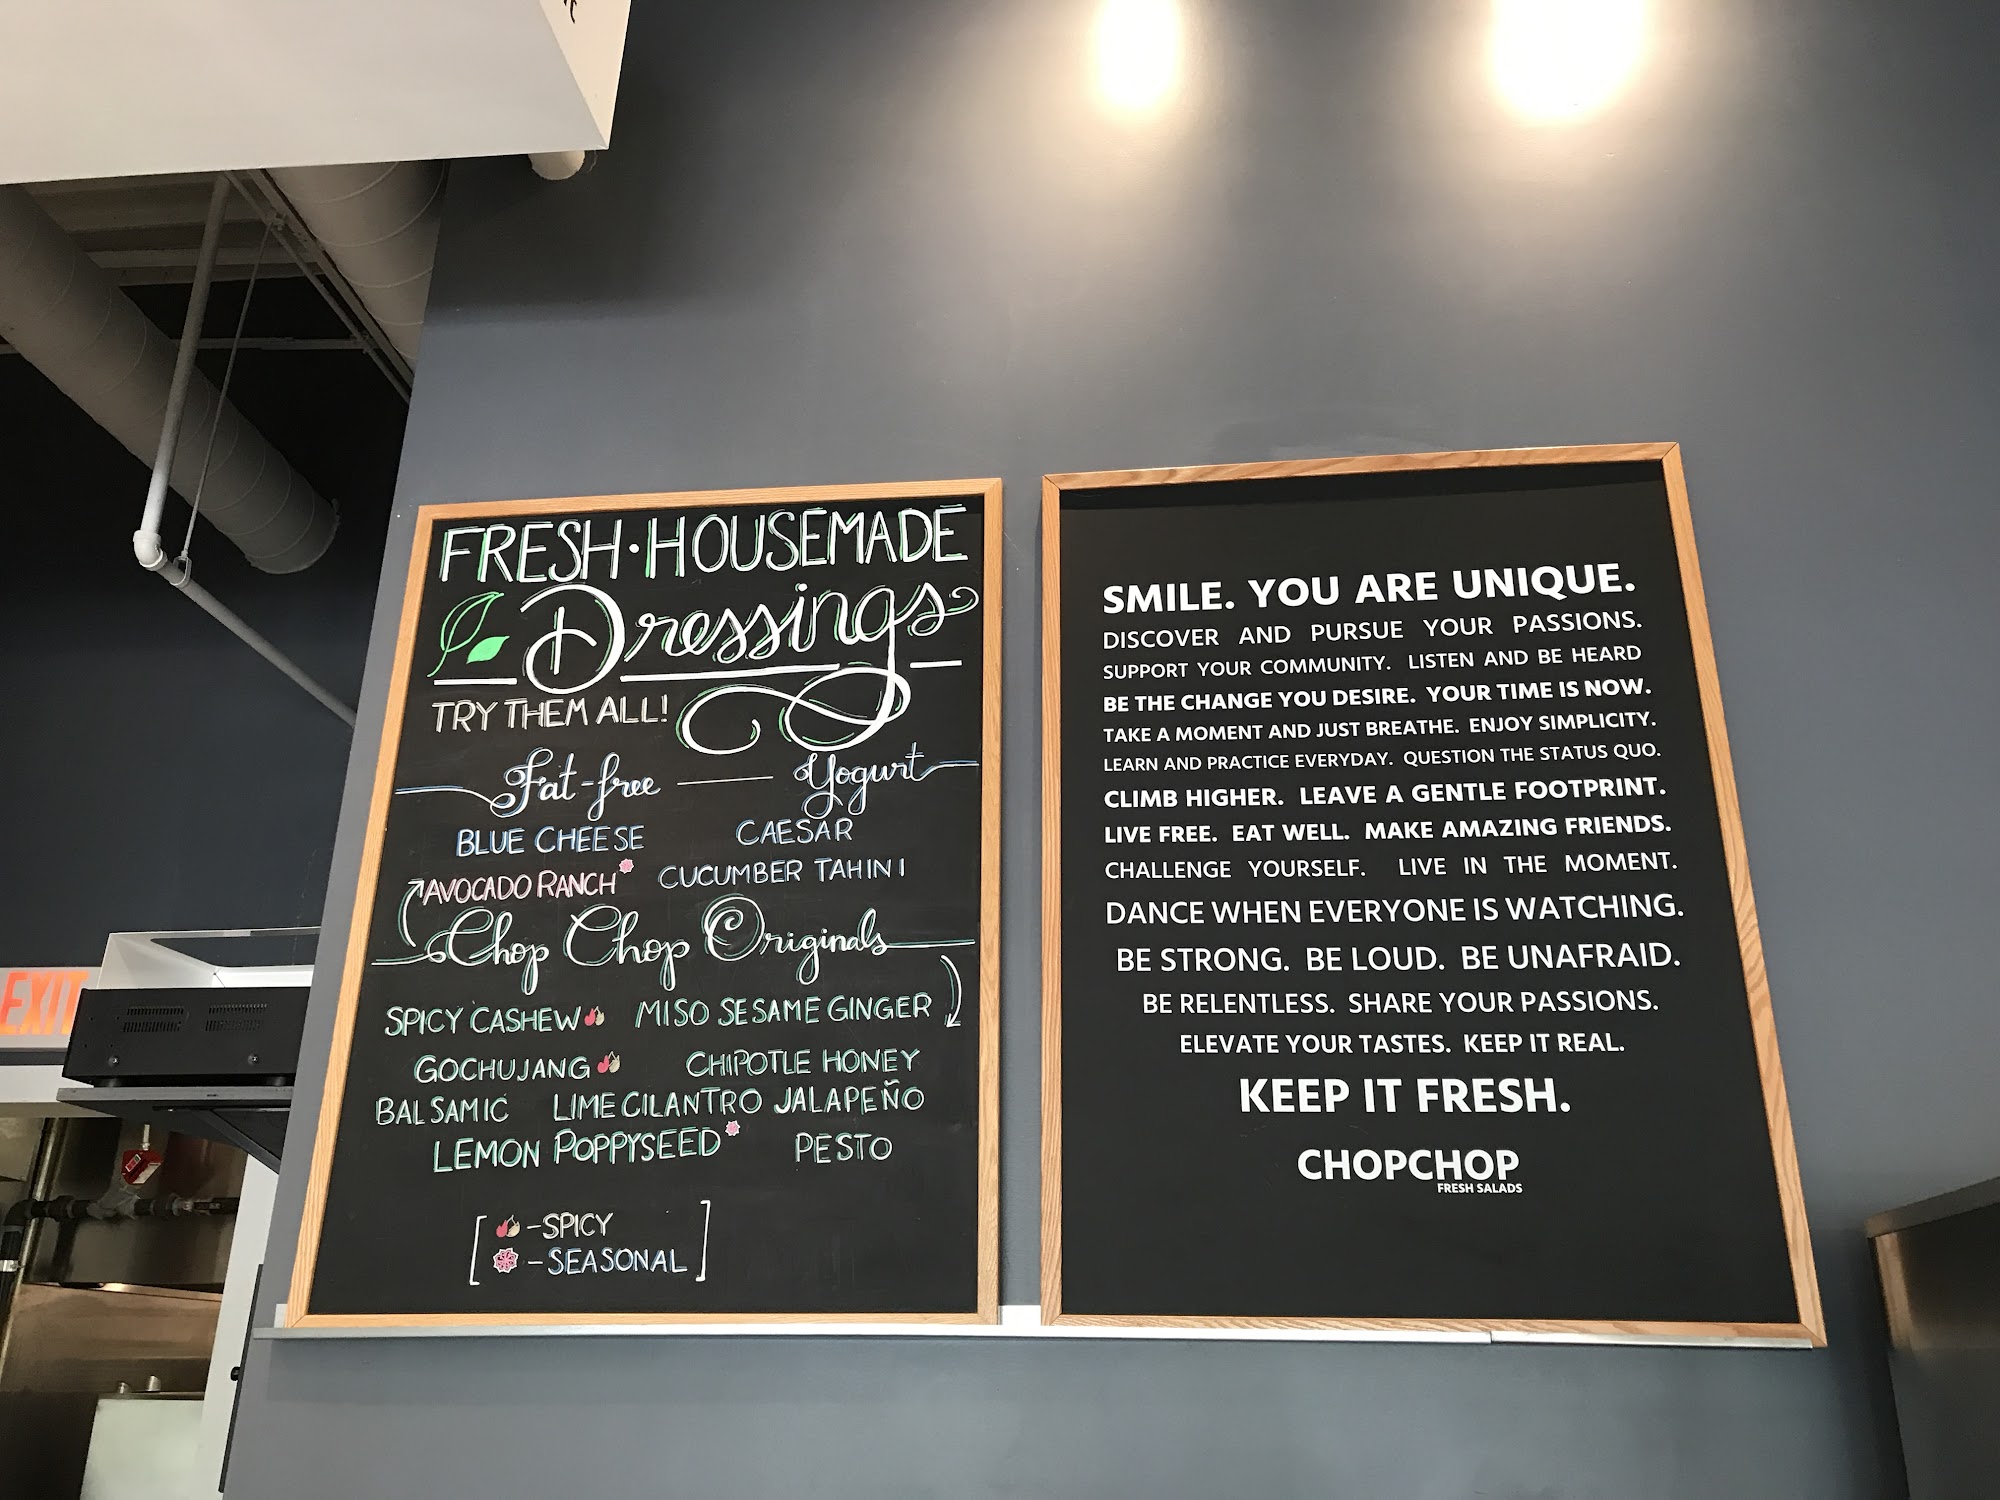 FRESH·HOUSEMADE
Dressings
TRY THEM ALL!
Fat-free — Yogurt
BLUE CHEESE CAESAR
AVOCADO RANCH CUCUMBER TAHINI
Chop Chop Originals
SPICY CASHEW MISO SESAME GINGER
GOCHUJANG CHIPOTLE HONEY
BALSAMIC LIME CILANTRO JALAPEÑO
LEMON POPPYSEED PESTO
[ -SPICY
-SEASONAL ]
SMILE. YOU ARE UNIQUE.
DISCOVER AND PURSUE YOUR PASSIONS.
SUPPORT YOUR COMMUNITY. LISTEN AND BE HEARD
BE THE CHANGE YOU DESIRE. YOUR TIME IS NOW.
TAKE A MOMENT AND JUST BREATHE. ENJOY SIMPLICITY.
LEARN AND PRACTICE EVERYDAY. QUESTION THE STATUS QUO.
CLIMB HIGHER. LEAVE A GENTLE FOOTPRINT.
LIVE FREE. EAT WELL. MAKE AMAZING FRIENDS.
CHALLENGE YOURSELF. LIVE IN THE MOMENT.
DANCE WHEN EVERYONE IS WATCHING.
BE STRONG. BE LOUD. BE UNAFRAID.
BE RELENTLESS. SHARE YOUR PASSIONS.
ELEVATE YOUR TASTES. KEEP IT REAL.
KEEP IT FRESH.
CHOPCHOP
FRESH SALADS
EXIT